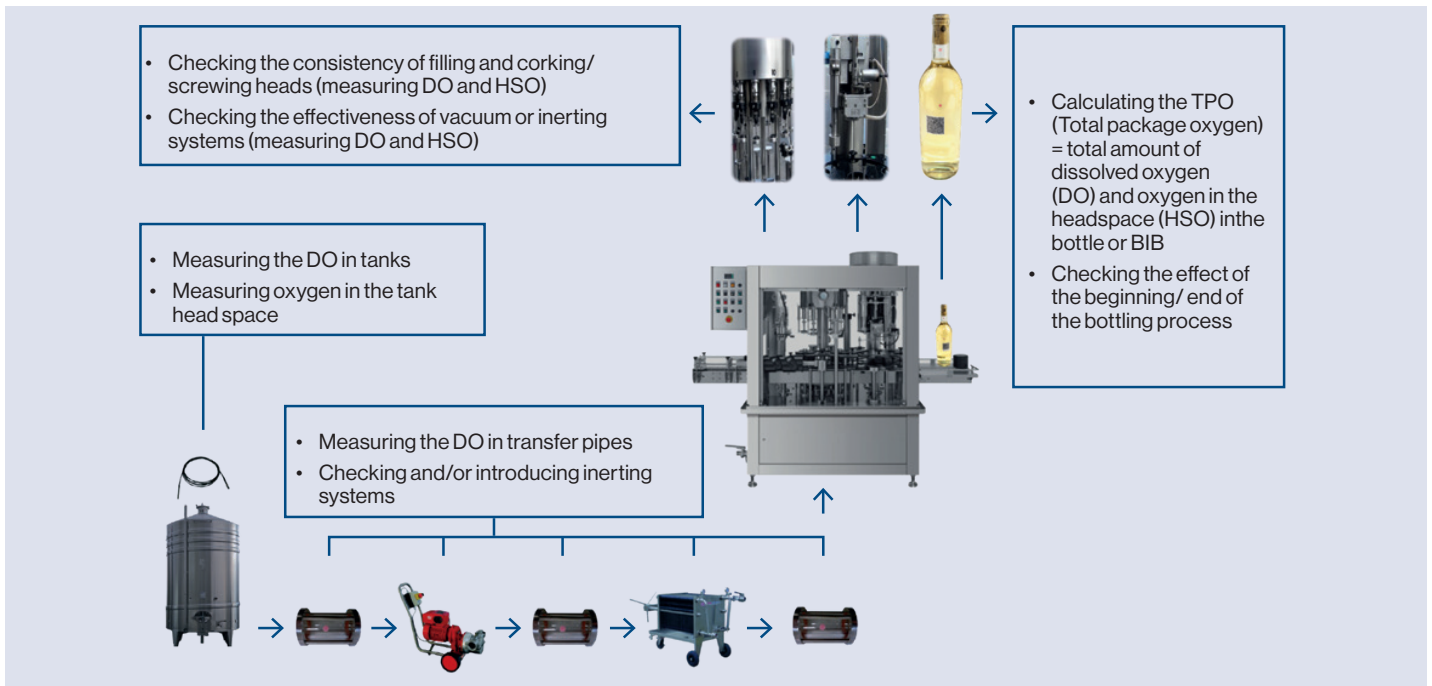 • Checking the consistency of filling and corking/
screwing heads (measuring DO and HSO)
• Checking the effectiveness of vacuum or inerting
systems (measuring DO and HSO)
• Calculating the TPO
(Total package oxygen)
= total amount of
dissolved oxygen
(DO) and oxygen in the
headspace (HSO) inthe
bottle or BIB
• Checking the effect of
the beginning/ end of
the bottling process
• Measuring the DO in tanks
• Measuring oxygen in the tank
head space
• Measuring the DO in transfer pipes
• Checking and/or introducing inerting
systems